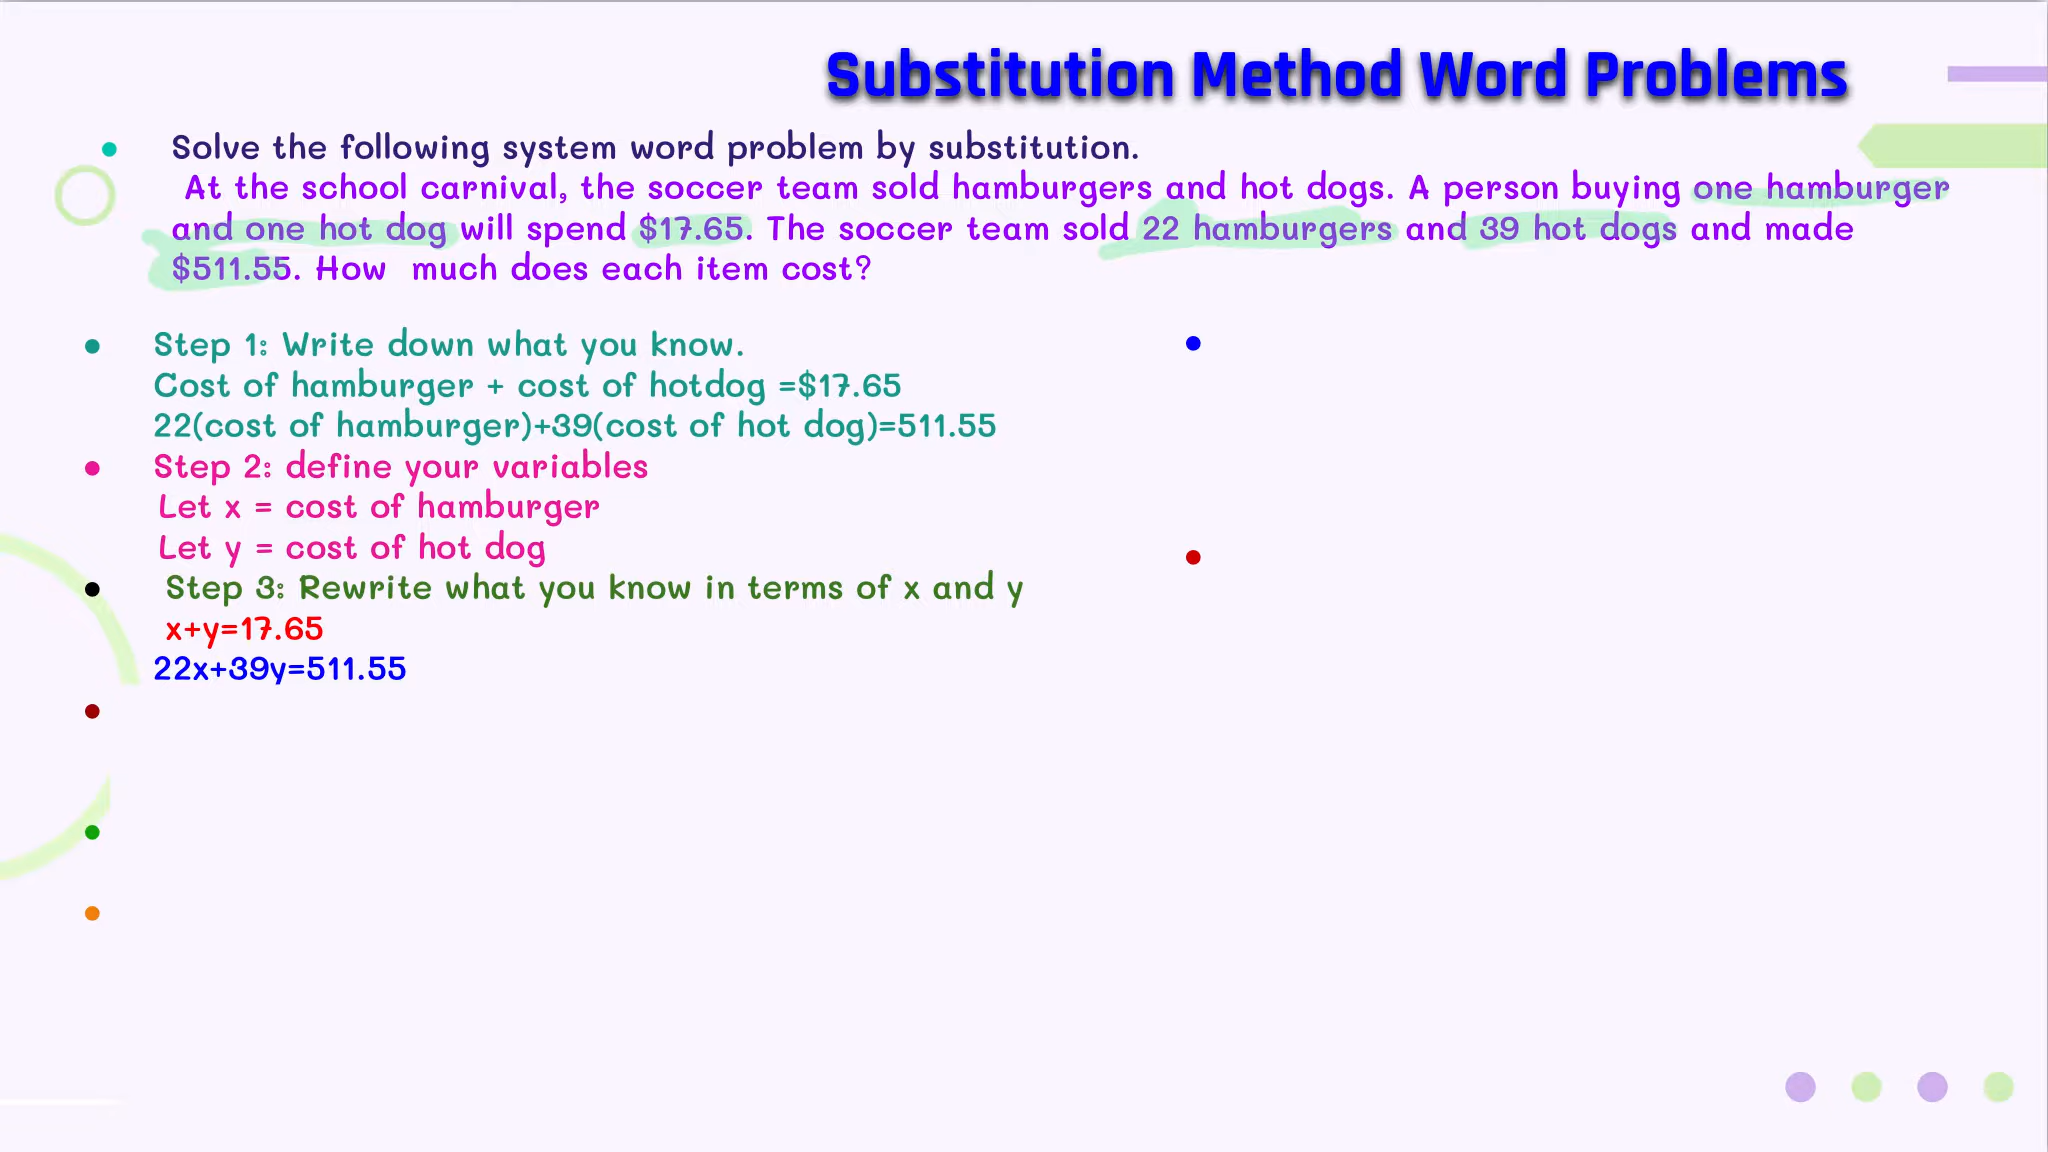 Substitution Method Word Problems
Solve the following system word problem by substitution.
At the school carnival, the soccer team sold hamburgers and hot dogs. A person buying one hamburger
and one hot dog will spend $17.65. The soccer team sold 22 hamburgers and 39 hot dogs and made
$511.55. How much does each item cost?
Step 1: Write down what you know.
Cost of hamburger + cost of hotdog =$17.65
22(cost of hamburger)+39(cost of hot dog)=511.55
Step 2: define your variables
Let x = cost of hamburger
Let y = cost of hot dog
Step 3: Rewrite what you know in terms of x and y
x+y=17.65
22x+39y=511.55